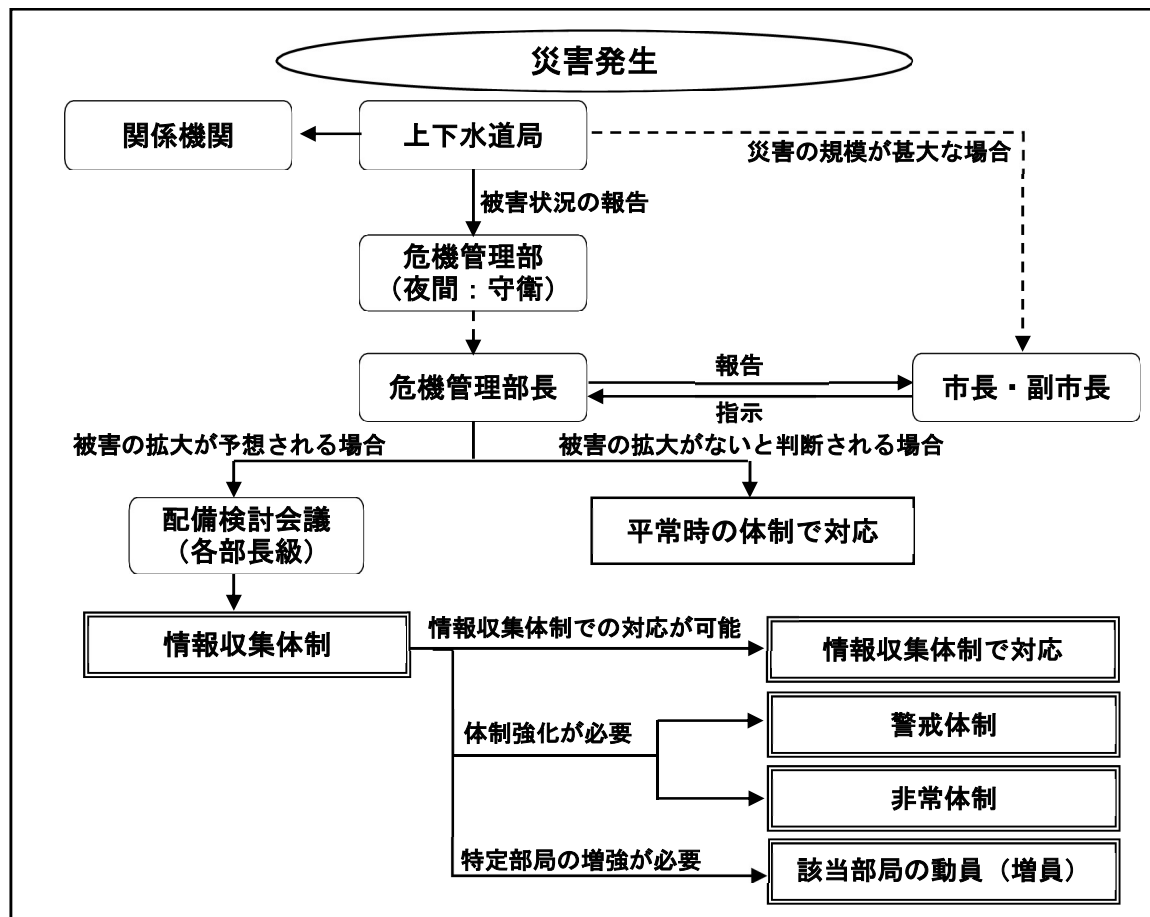 災害発生
関係機関
上下水道局
災害の規模が甚大な場合
被害状況の報告
危機管理部
（夜間：守衛）
危機管理部長
報告
指示
市長・副市長
被害の拡大が予想される場合
被害の拡大がないと判断される場合
配備検討会議
（各部長級）
平常時の体制で対応
情報収集体制
情報収集体制での対応が可能
情報収集体制で対応
体制強化が必要
警戒体制
非常体制
特定部局の増強が必要
該当部局の動員（増員）